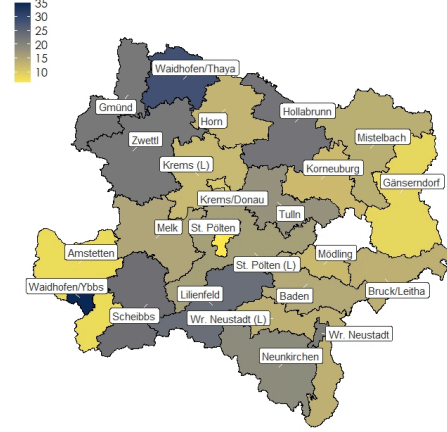 35
30
25
20
15
10
Waidhofen/Thaya
Gmünd
Horn
Hollabrunn
Zwettl
Mistelbach
Krems (L)
Korneuburg
Gänserndorf
Krems/Donau
Tulln
Melk
St. Pölten
Amstetten
Mödling
St. Pölten (L)
Waidhofen/Ybbs
Lilienfeld
Baden
Bruck/Leitha
Scheibbs
Wr. Neustadt (L)
Wr. Neustadt
Neunkirchen